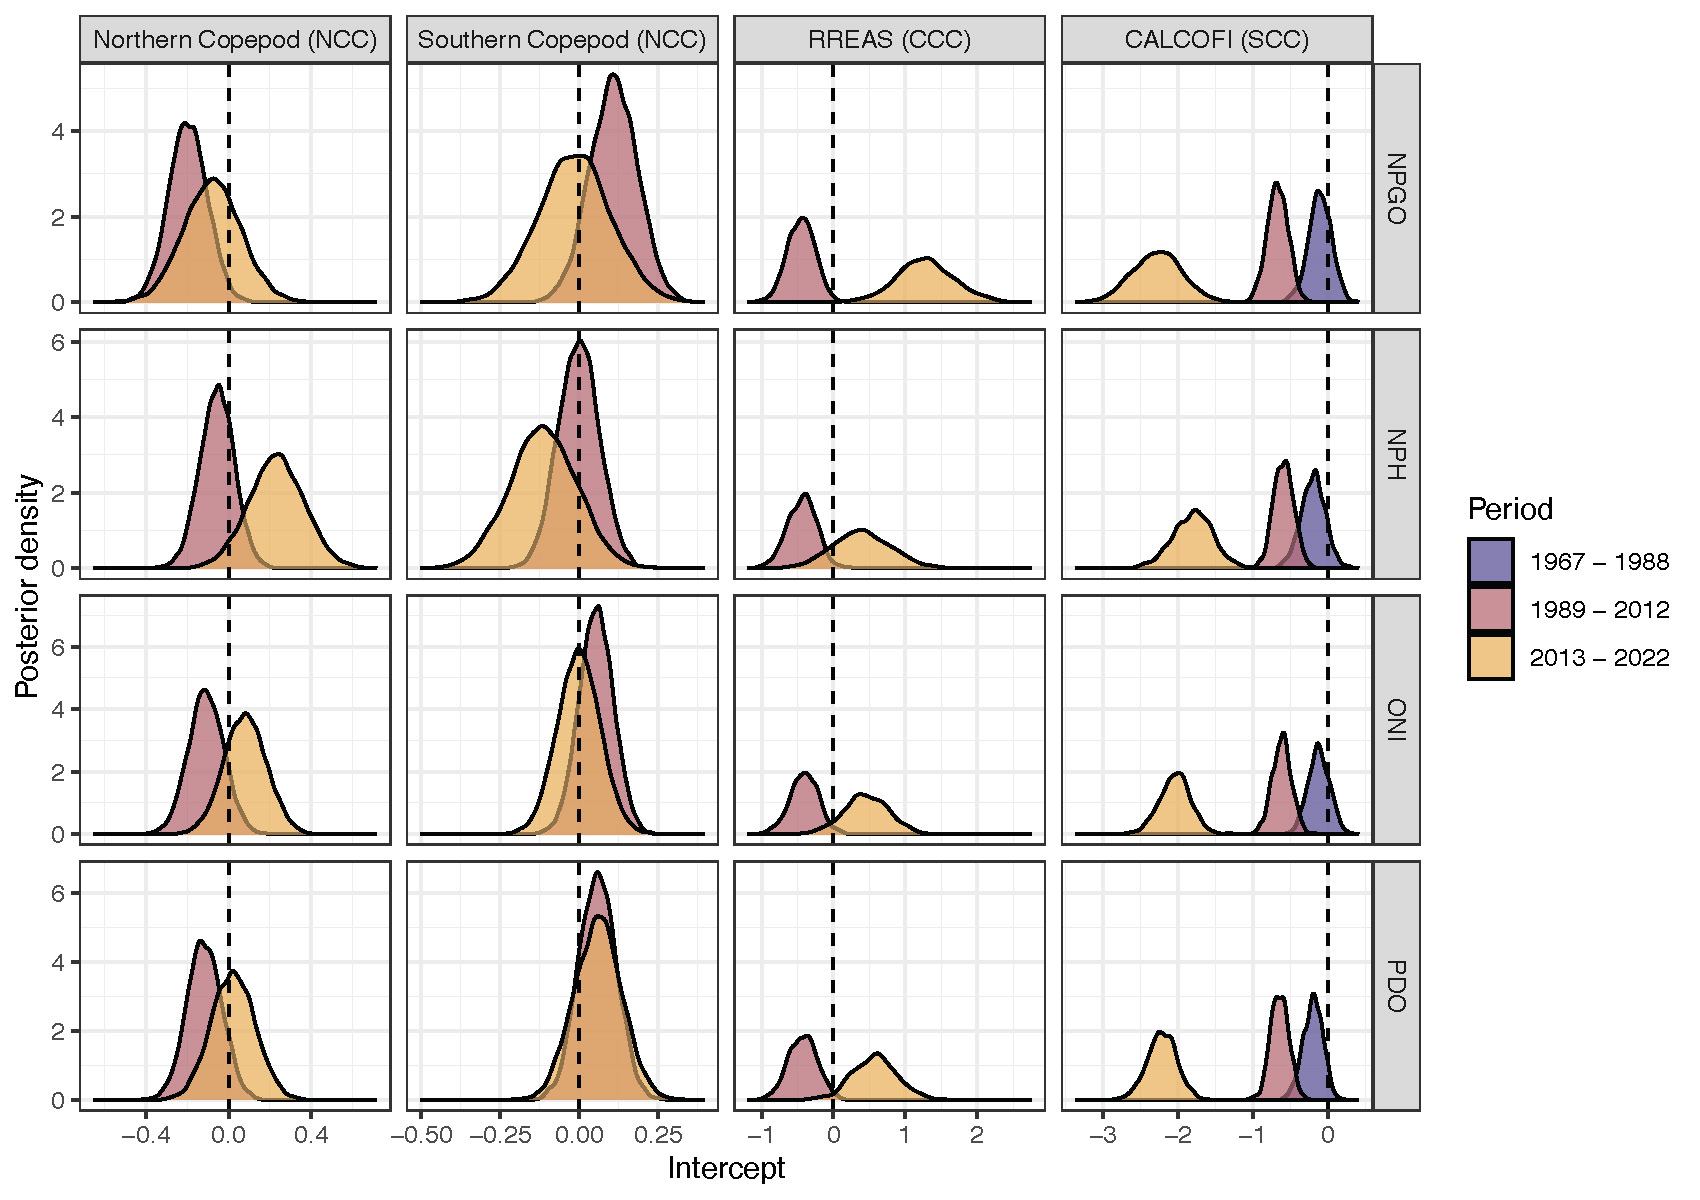 Northern Copepod (NCC) Southern Copepod (NCC) RREAS (CCC) CALCOFI (SCC)
4
2
0
NPGO
6
4
2
0
NPH
Posterior density
Period
1967 – 1988
1989 – 2012
2013 – 2022
6
4
2
0
ONI
6
4
2
0
PDO
−0.4 0.0 0.4 −0.50 −0.25 0.00 0.25 −1 0 1 2 −3 −2 −1 0
Intercept